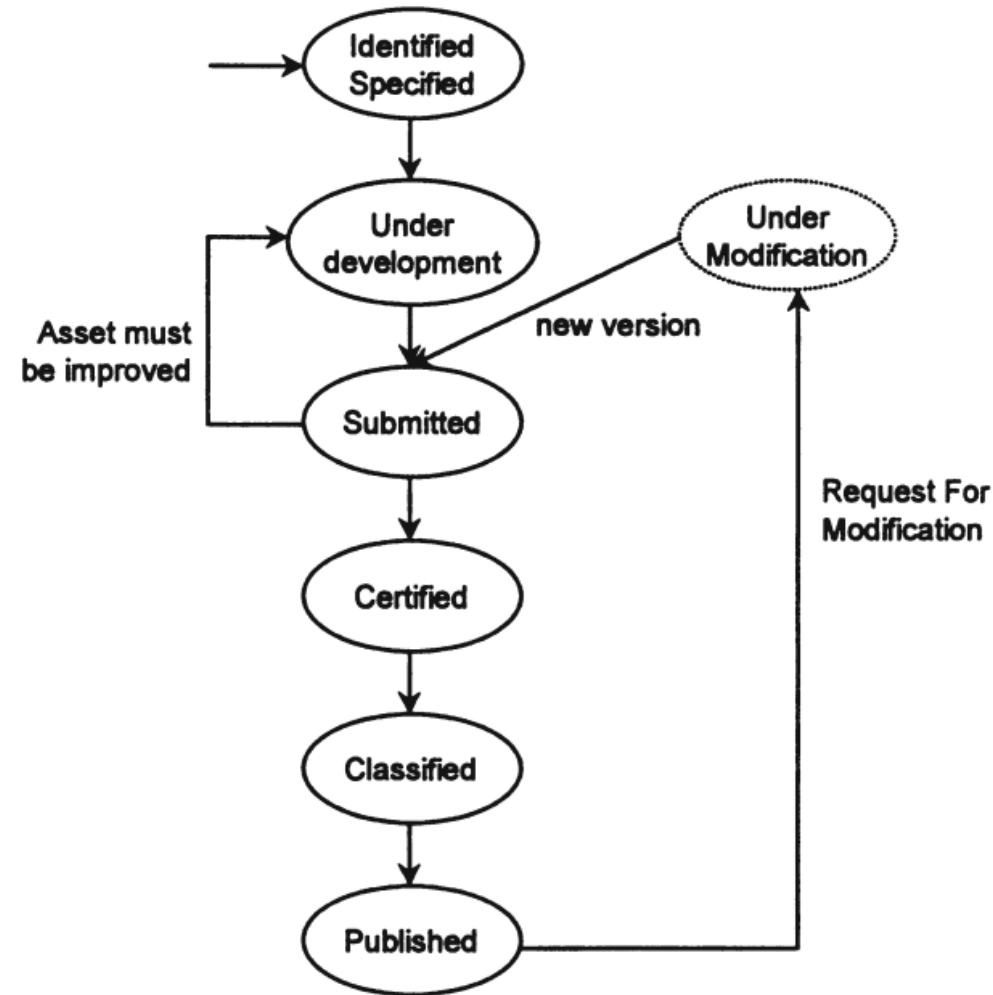 Identified
Specified
Under
development
Under
Modification
new version
Asset must
be improved
Submitted
Request For
Modification
Certified
Classified
Published